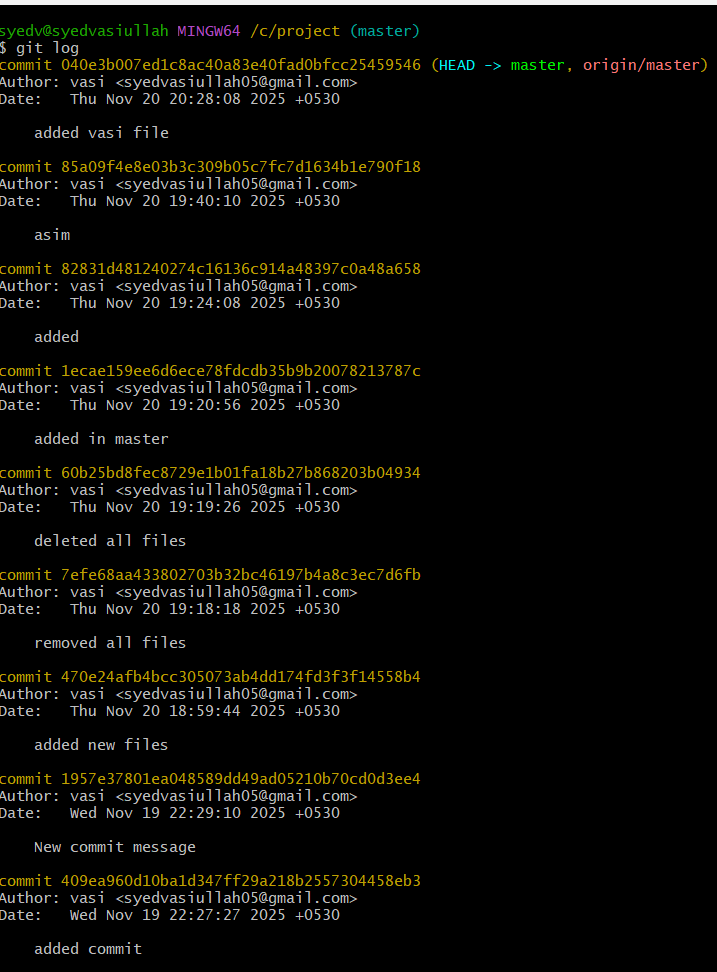 syedv@syedvasiullah MINGW64 /c/project (master)
$ git log
commit 040e3b007ed1c8ac40a83e40fad0bfcc25459546 (HEAD -> master, origin/master)
Author: vasi <syedvasiullah05@gmail.com>
Date:   Thu Nov 20 20:28:08 2025 +0530
added vasi file
commit 85a09f4e8e03b3c309b05c7fc7d1634b1e790f18
Author: vasi <syedvasiullah05@gmail.com>
Date:   Thu Nov 20 19:40:10 2025 +0530
asim
commit 82831d481240274c16136c914a48397c0a48a658
Author: vasi <syedvasiullah05@gmail.com>
Date:   Thu Nov 20 19:24:08 2025 +0530
added
commit 1ecae159ee6d6ece78fdcdb35b9b20078213787c
Author: vasi <syedvasiullah05@gmail.com>
Date:   Thu Nov 20 19:20:56 2025 +0530
added in master
commit 60b25bd8fec8729e1b01fa18b27b868203b04934
Author: vasi <syedvasiullah05@gmail.com>
Date:   Thu Nov 20 19:19:26 2025 +0530
deleted all files
commit 7efe68aa433802703b32bc46197b4a8c3ec7d6fb
Author: vasi <syedvasiullah05@gmail.com>
Date:   Thu Nov 20 19:18:18 2025 +0530
removed all files
commit 470e24afb4bcc305073ab4dd174fd3f3f14558b4
Author: vasi <syedvasiullah05@gmail.com>
Date:   Thu Nov 20 18:59:44 2025 +0530
added new files
commit 1957e37801ea048589dd49ad05210b70cd0d3ee4
Author: vasi <syedvasiullah05@gmail.com>
Date:   Wed Nov 19 22:29:10 2025 +0530
New commit message
commit 409ea960d10ba1d347ff29a218b2557304458eb3
Author: vasi <syedvasiullah05@gmail.com>
Date:   Wed Nov 19 22:27:27 2025 +0530
added commit